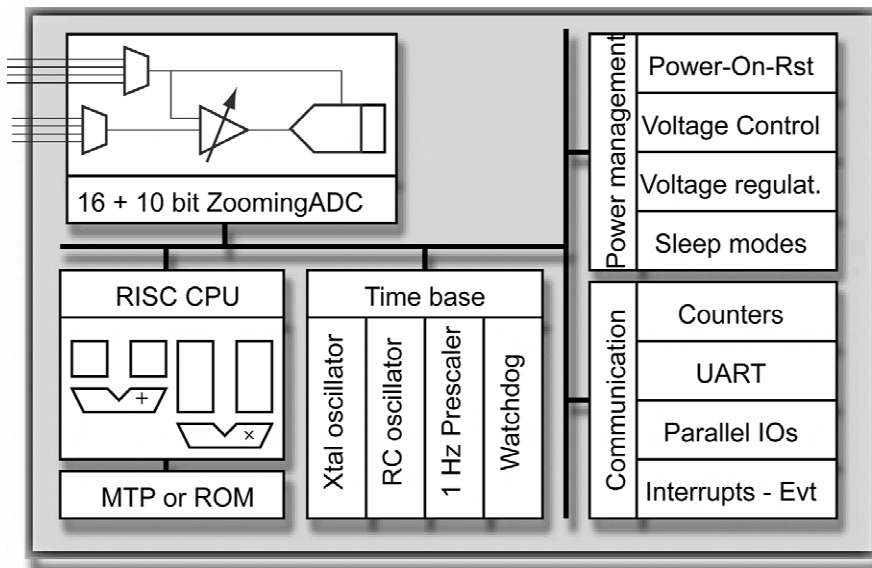 16 + 10 bit ZoomingADC
RISC CPU
+
×
MTP or ROM
Time base
Xtal oscillator
RC oscillator
1 Hz Prescaler
Watchdog
Power management
Power-On-Rst
Voltage Control
Voltage regulat.
Sleep modes
Communication
Counters
UART
Parallel IOs
Interrupts - Evt